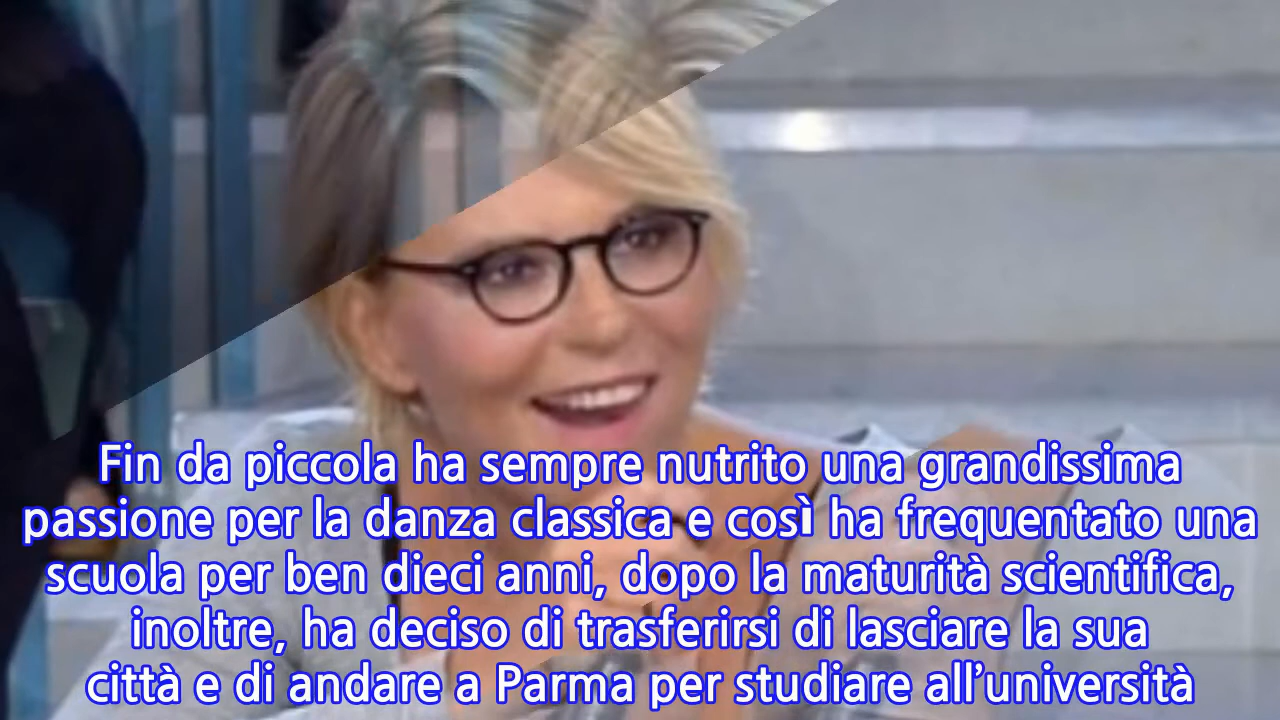 Fin da piccola ha sempre nutrito una grandissima
passione per la danza classica e così ha frequentato una
scuola per ben dieci anni, dopo la maturità scientifica,
inoltre, ha deciso di trasferirsi di lasciare la sua
città e di andare a Parma per studiare all’università